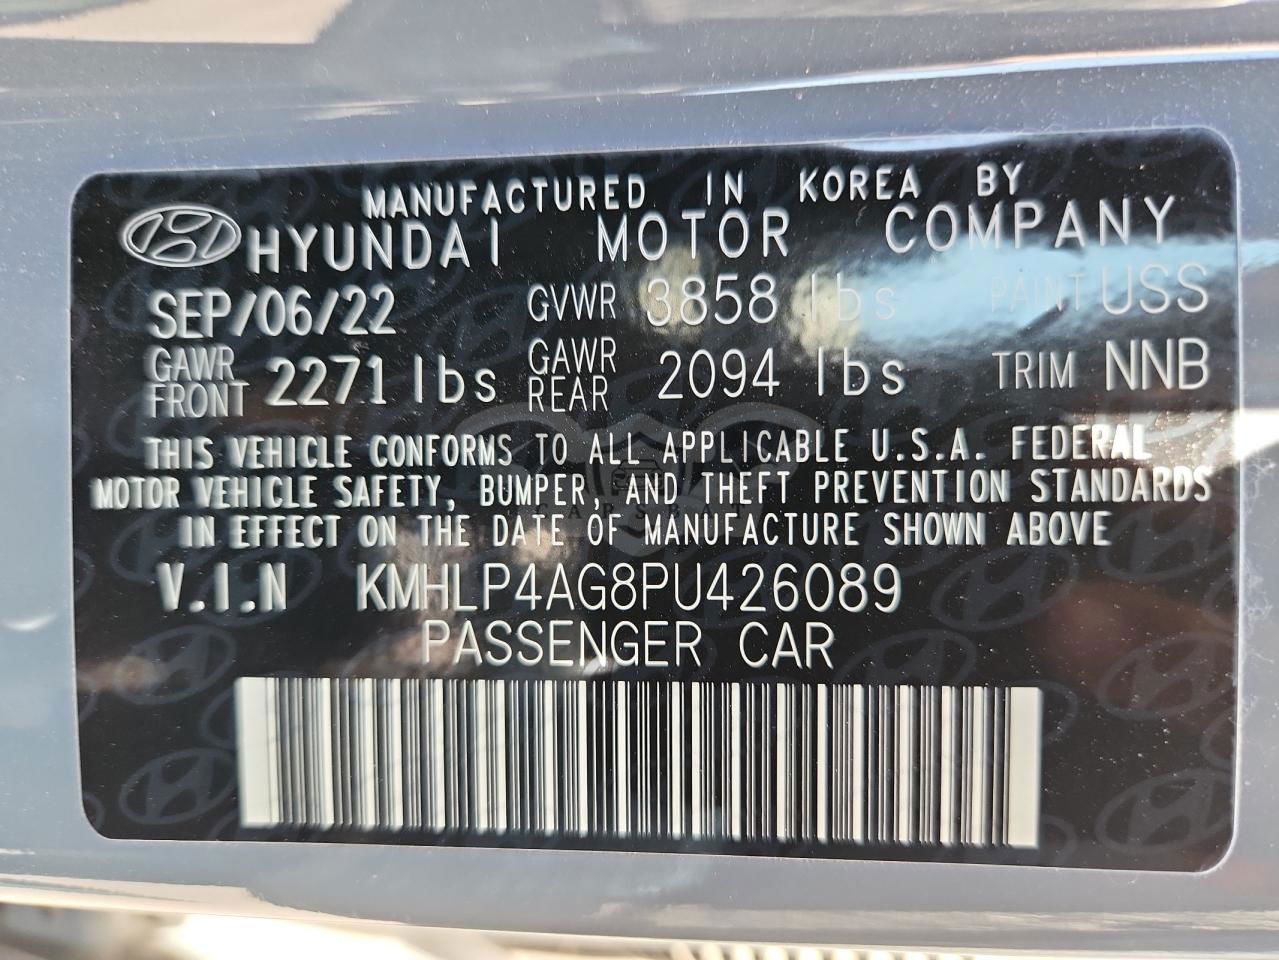 MANUFACTURED IN KOREA BY
HYUNDAI MOTOR COMPANY
SEP/06/22 GVWR 3858 lbs PAINT USS
GAWR FRONT 2271 lbs GAWR REAR 2094 lbs TRIM NNB
THIS VEHICLE CONFORMS TO ALL APPLICABLE U.S.A. FEDERAL
MOTOR VEHICLE SAFETY, BUMPER, AND THEFT PREVENTION STANDARDS
IN EFFECT ON THE DATE OF MANUFACTURE SHOWN ABOVE
V.I.N KMHLP4AG8PU426089
PASSENGER CAR